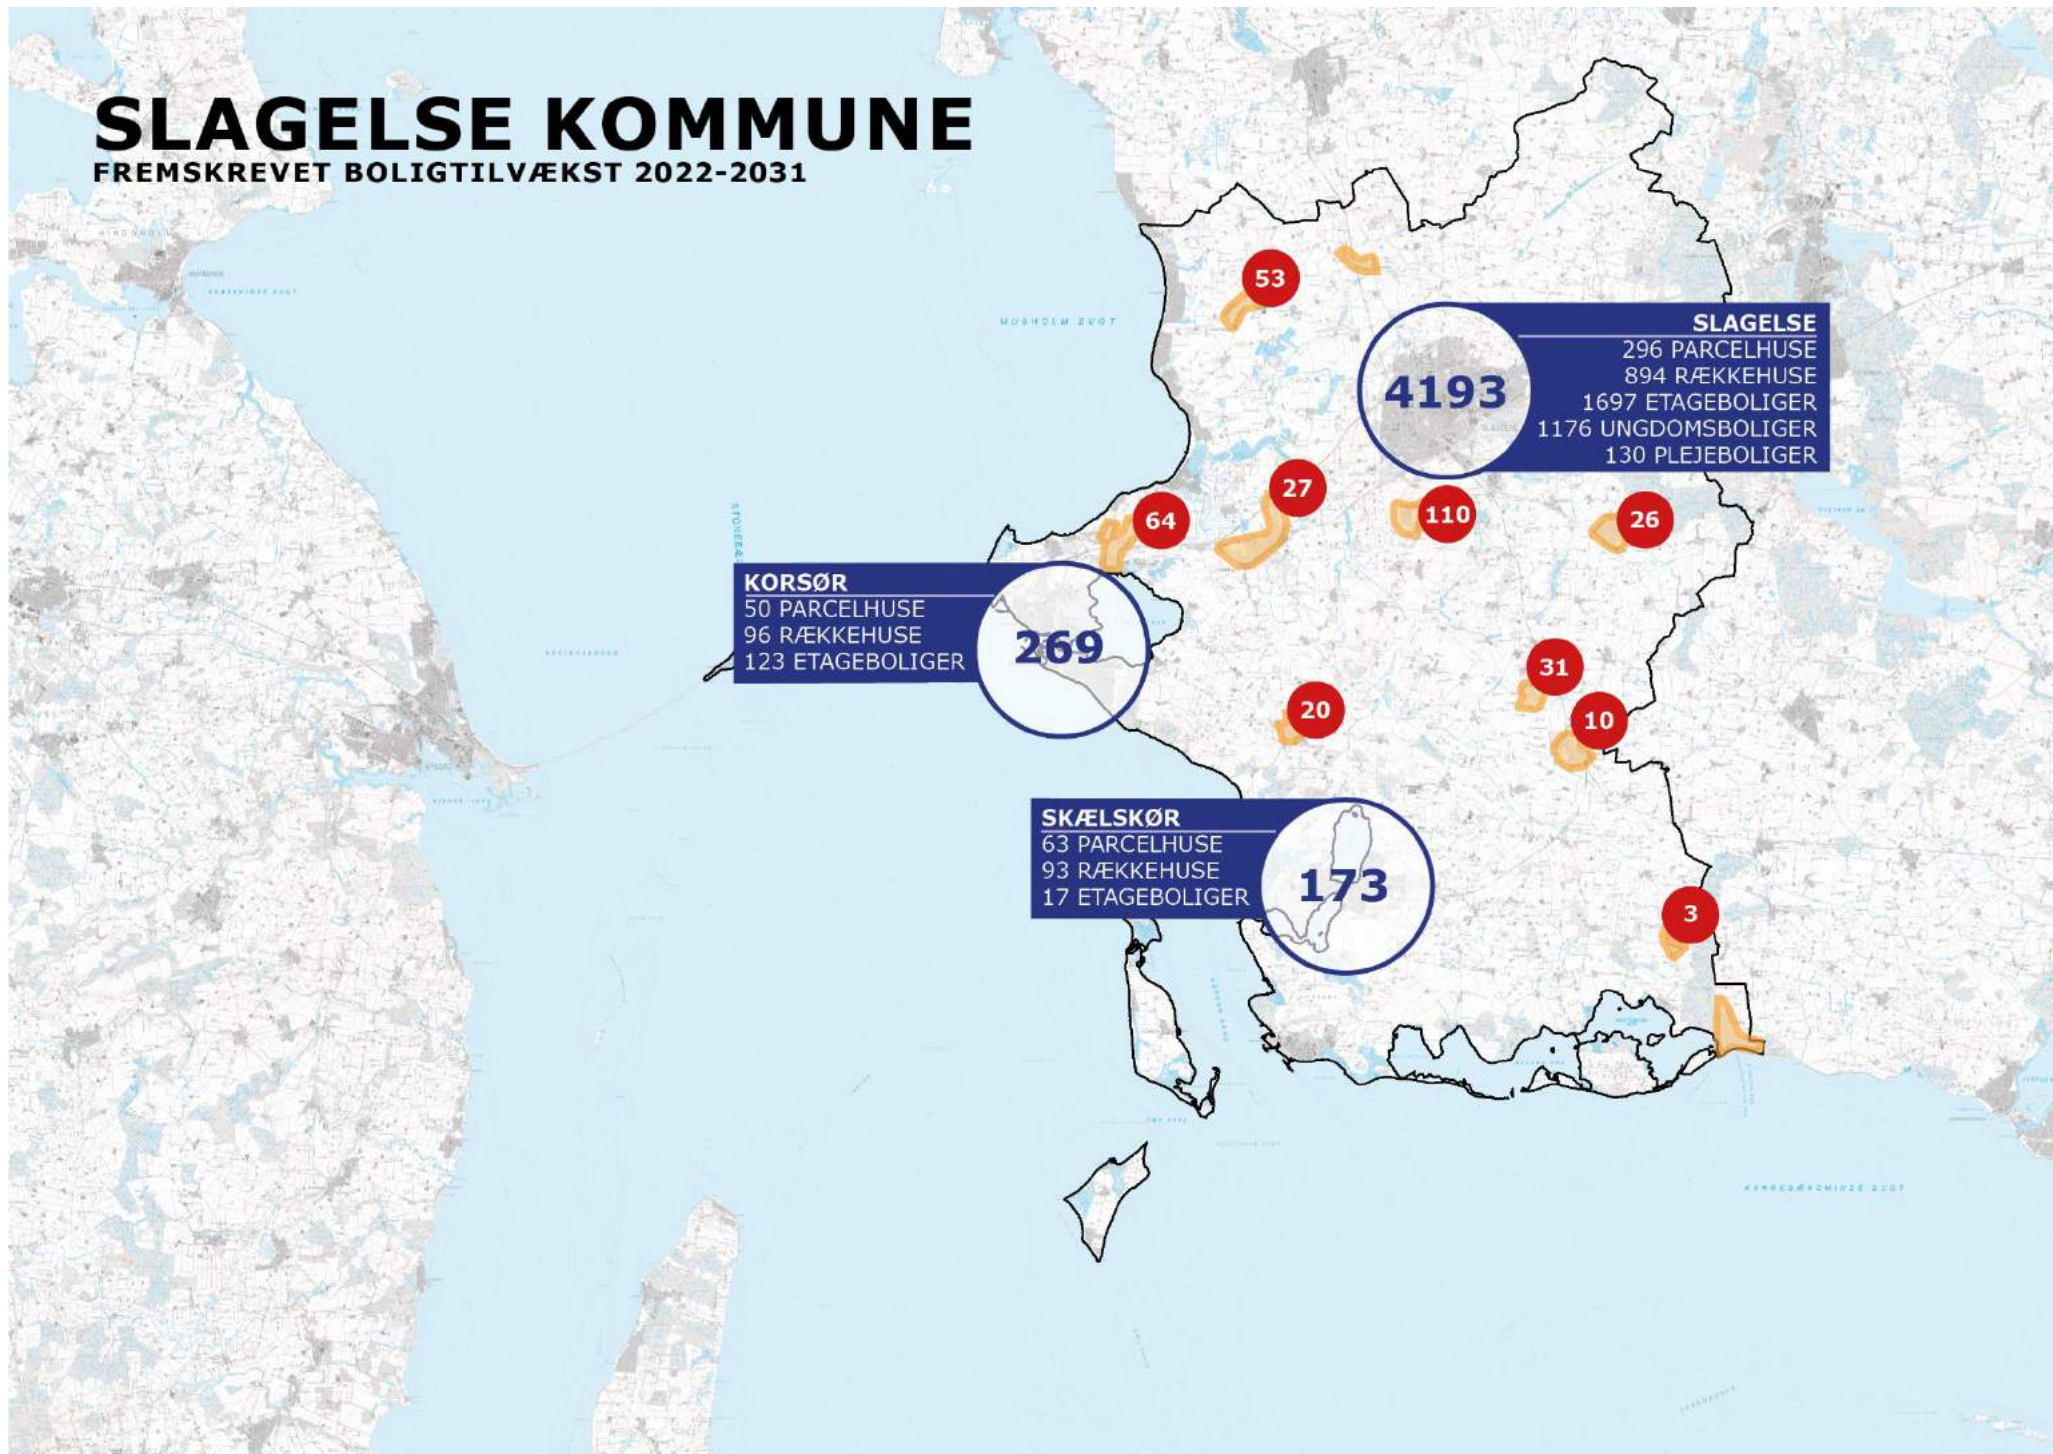 SLAGELSE KOMMUNE
FREMSKREVET BOLIGTILVÆKST 2022-2031
53
MUSHOLM BUGT
4193
SLAGELSE
296 PARCELHUSE
894 RÆKKEHUSE
1697 ETAGEBOLIGER
1176 UNGDOMSBOLIGER
130 PLEJEBOLIGER
27
64
110
26
KORSØR
50 PARCELHUSE
96 RÆKKEHUSE
123 ETAGEBOLIGER
269
31
10
20
SKÆLSKØR
63 PARCELHUSE
93 RÆKKEHUSE
17 ETAGEBOLIGER
173
3